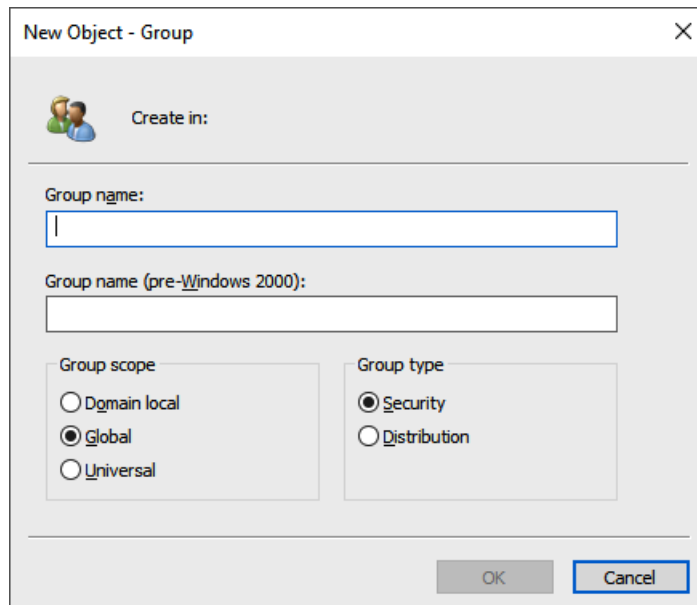 New Object - Group
Create in:
Group name:
Group name (pre-Windows 2000):
Group scope
Domain local
Global
Universal
Group type
Security
Distribution
OK
Cancel